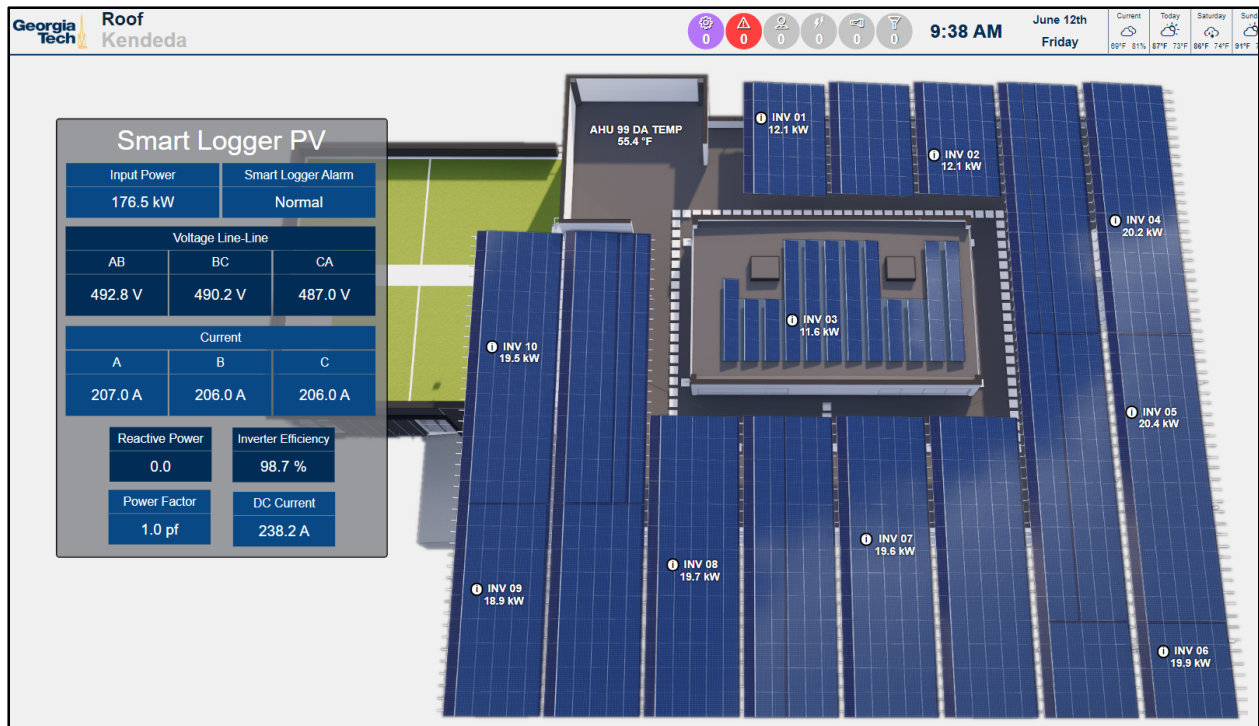 Georgia
Tech
Roof
Kendeda
0
0
0
0
0
0
9:38 AM
June 12th
Friday
Current
69°F 81%
Today
87°F 73°F
Saturday
86°F 74°F
Sund
91°F
Smart Logger PV
Input Power
Smart Logger Alarm
176.5 kW
Normal
Voltage Line-Line
AB
BC
CA
492.8 V
490.2 V
487.0 V
Current
A
B
C
207.0 A
206.0 A
206.0 A
Reactive Power
Inverter Efficiency
0.0
98.7 %
Power Factor
DC Current
1.0 pf
238.2 A
AHU 99 DA TEMP
55.4 °F
INV 01
12.1 kW
INV 02
12.1 kW
INV 04
20.2 kW
INV 03
11.6 kW
INV 10
19.5 kW
INV 05
20.4 kW
INV 07
19.6 kW
INV 08
19.7 kW
INV 09
18.9 kW
INV 06
19.9 kW